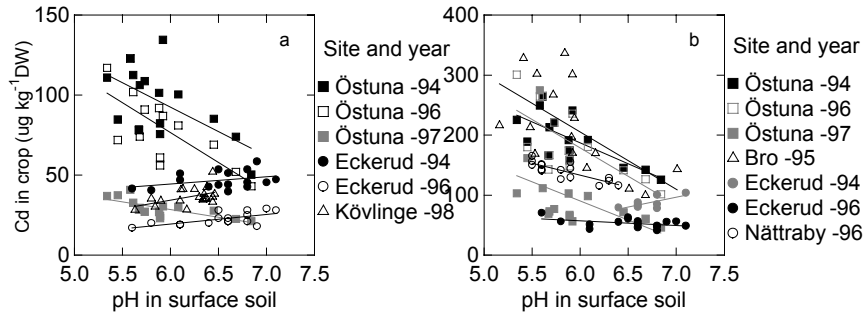 a
Cd in crop (ug kg⁻¹DW)
150
100
50
0
5.0 5.5 6.0 6.5 7.0 7.5
pH in surface soil
Site and year
Östuna -94
Östuna -96
Östuna -97
Eckerud -94
Eckerud -96
Kövlinge -98
b
400
300
200
100
0
5.0 5.5 6.0 6.5 7.0 7.5
pH in surface soil
Site and year
Östuna -94
Östuna -96
Östuna -97
Bro -95
Eckerud -94
Eckerud -96
Nättraby -96